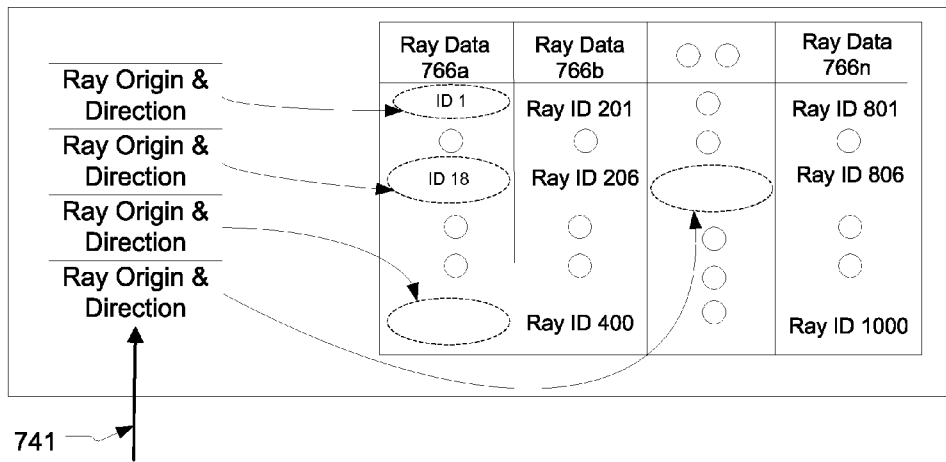 Ray Origin &
Direction
Ray Origin &
Direction
Ray Origin &
Direction
Ray Origin &
Direction
741
Ray Data
766a
Ray Data
766b
Ray Data
766n
ID 1
Ray ID 201
Ray ID 801
ID 18
Ray ID 206
Ray ID 806
Ray ID 400
Ray ID 1000